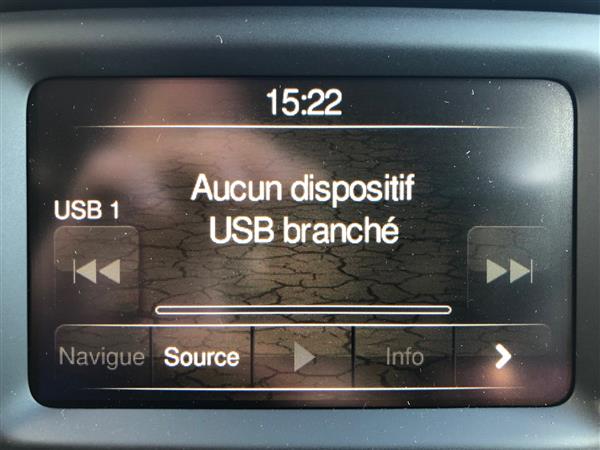 15:22
Aucun dispositif
USB 1
USB branché
Navigue
Source
Info